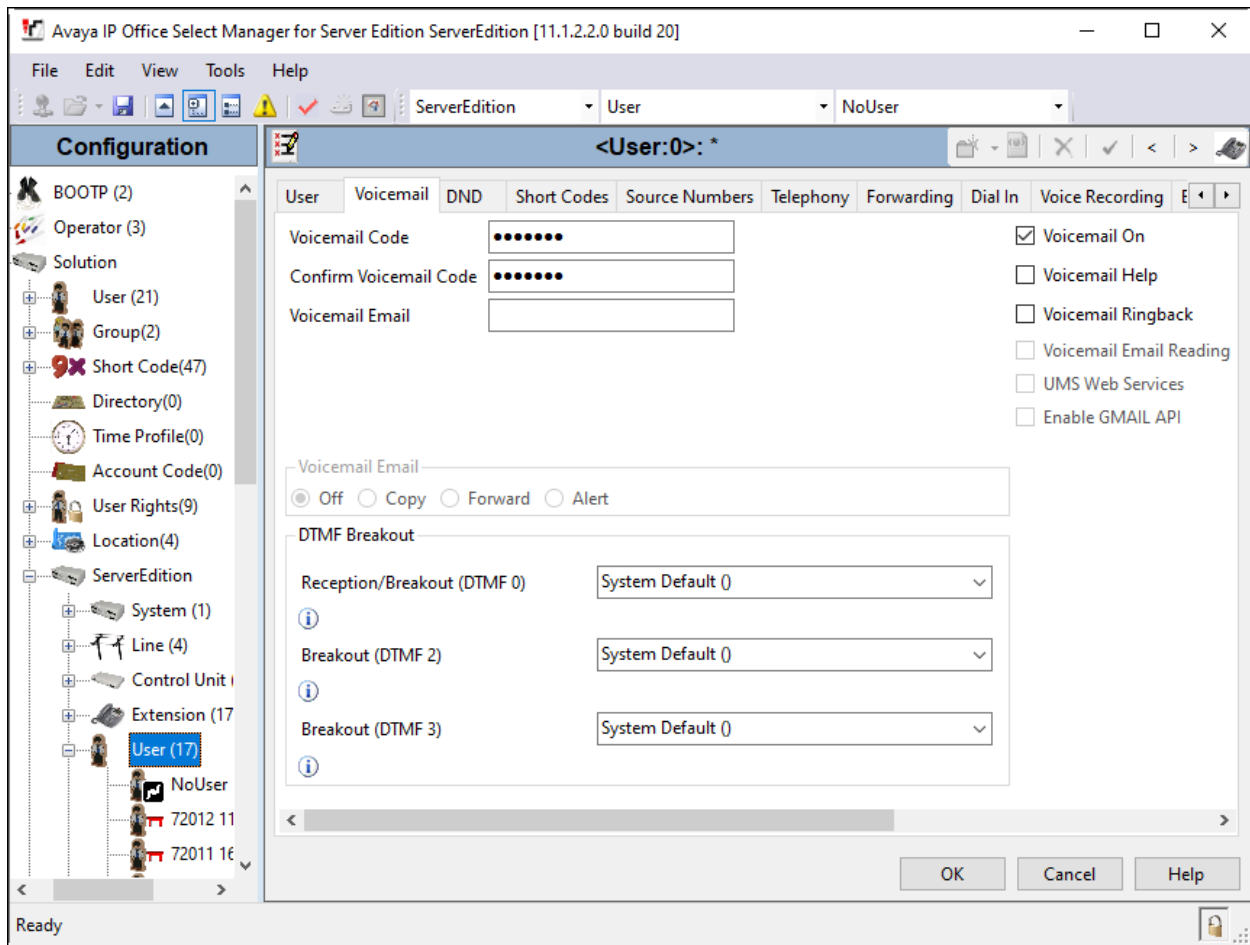 Avaya IP Office Select Manager for Server Edition ServerEdition [11.1.2.2.0 build 20]
File Edit View Tools Help
ServerEdition User NoUser
Configuration
<User:0>: *
BOOTP (2)
Operator (3)
Solution
User (21)
Group(2)
Short Code(47)
Directory(0)
Time Profile(0)
Account Code(0)
User Rights(9)
Location(4)
ServerEdition
System (1)
Line (4)
Control Unit (
Extension (17
User (17)
NoUser
72012 11
72011 16
User Voicemail DND Short Codes Source Numbers Telephony Forwarding Dial In Voice Recording
Voicemail Code •••••••
Confirm Voicemail Code •••••••
Voicemail Email
Voicemail On
Voicemail Help
Voicemail Ringback
Voicemail Email Reading
UMS Web Services
Enable GMAIL API
Voicemail Email
Off Copy Forward Alert
DTMF Breakout
Reception/Breakout (DTMF 0) System Default ()
Breakout (DTMF 2) System Default ()
Breakout (DTMF 3) System Default ()
OK Cancel Help
Ready